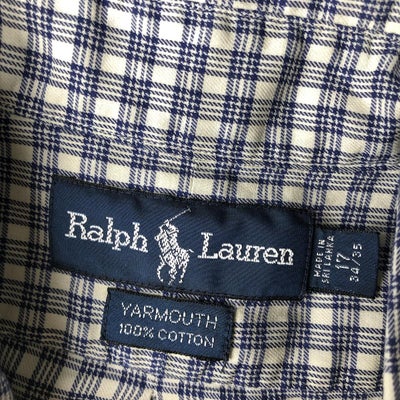 Ralph Lauren
MADE IN
SRI LANKA
17
34/35
YARMOUTH
100% COTTON